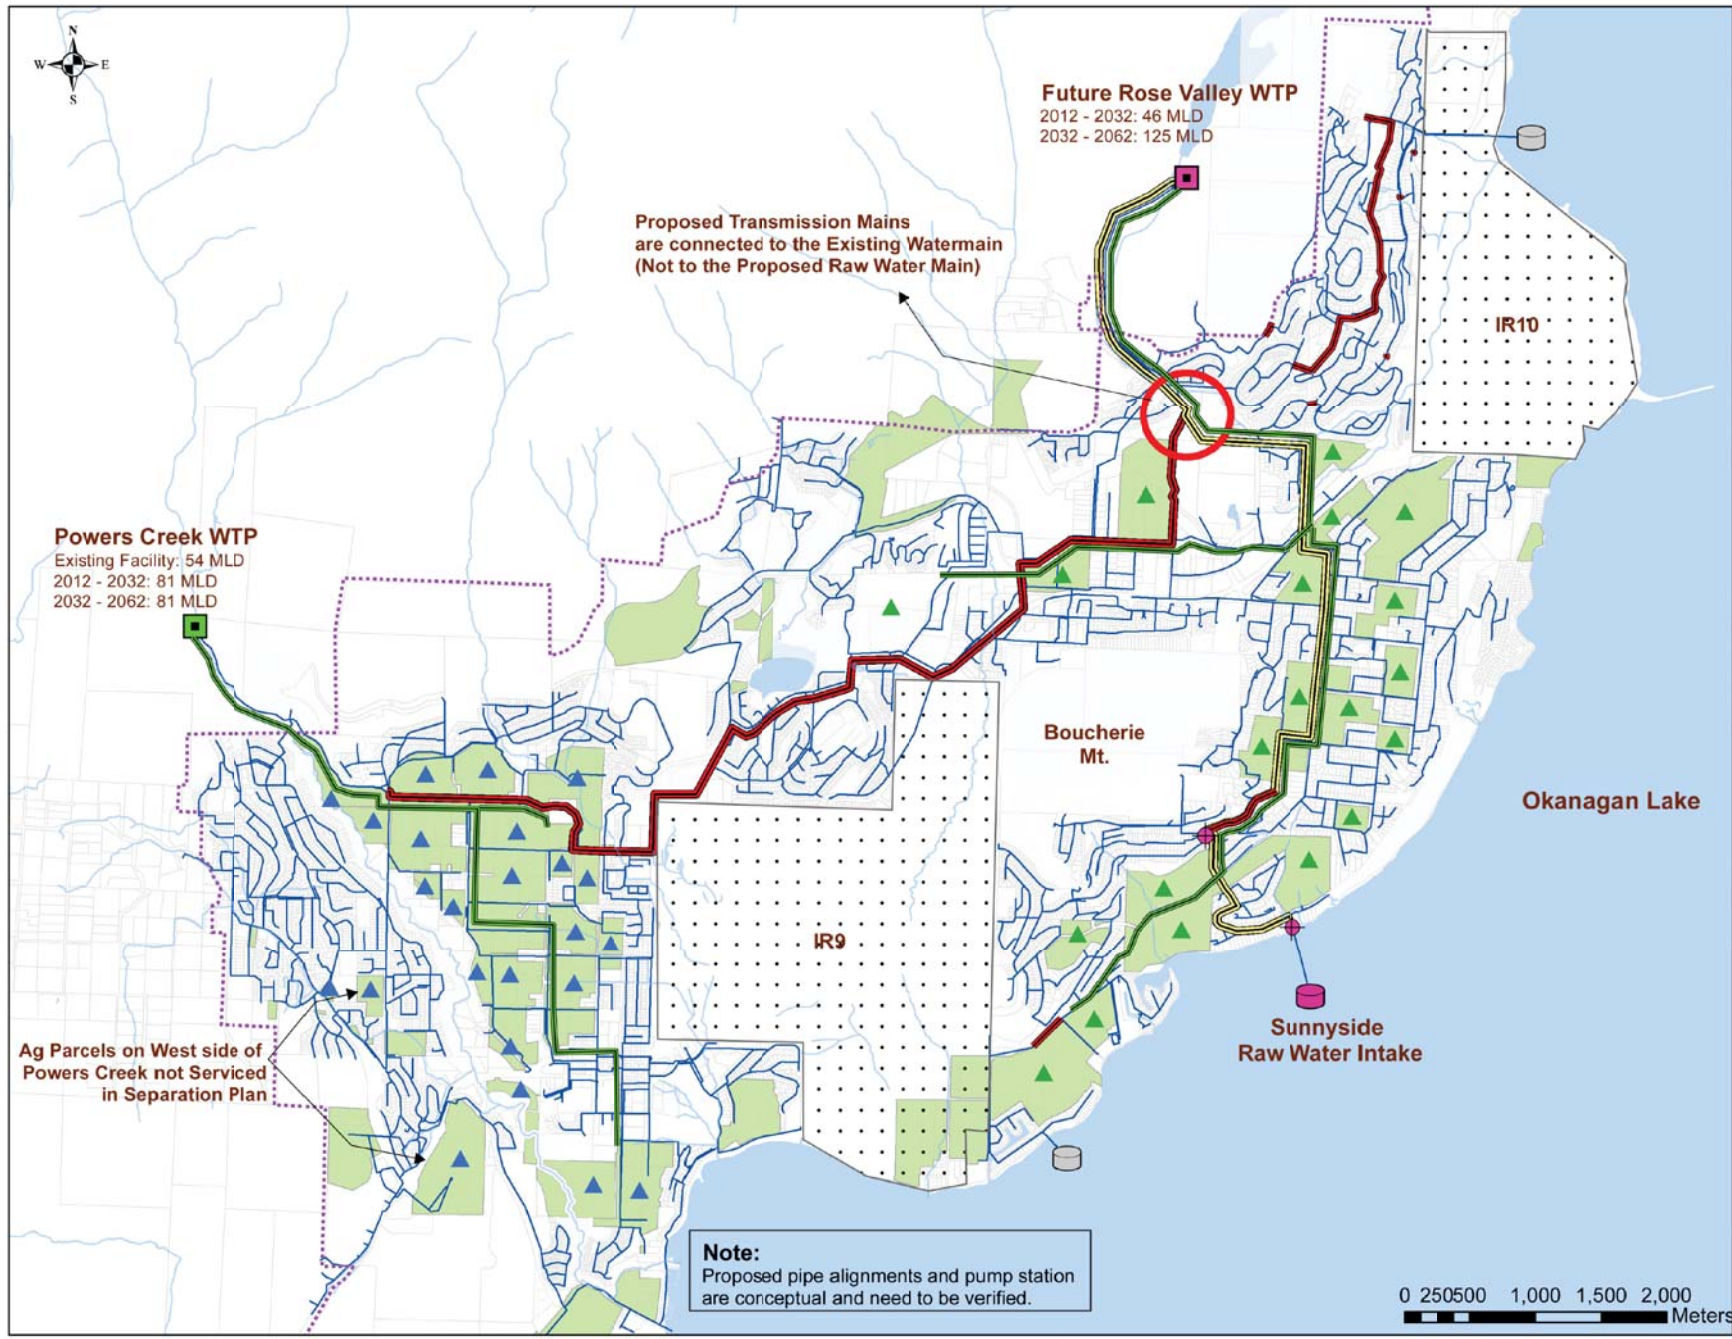 N
W E
S
Future Rose Valley WTP
2012 - 2032: 46 MLD
2032 - 2062: 125 MLD
Proposed Transmission Mains
are connected to the Existing Watermain
(Not to the Proposed Raw Water Main)
IR10
Powers Creek WTP
Existing Facility: 54 MLD
2012 - 2032: 81 MLD
2032 - 2062: 81 MLD
Boucherie
Mt.
Okanagan Lake
IR9
Sunnyside
Raw Water Intake
Ag Parcels on West side of
Powers Creek not Serviced
in Separation Plan
Note:
Proposed pipe alignments and pump station
are conceptual and need to be verified.
0 250500 1,000 1,500 2,000
Meters